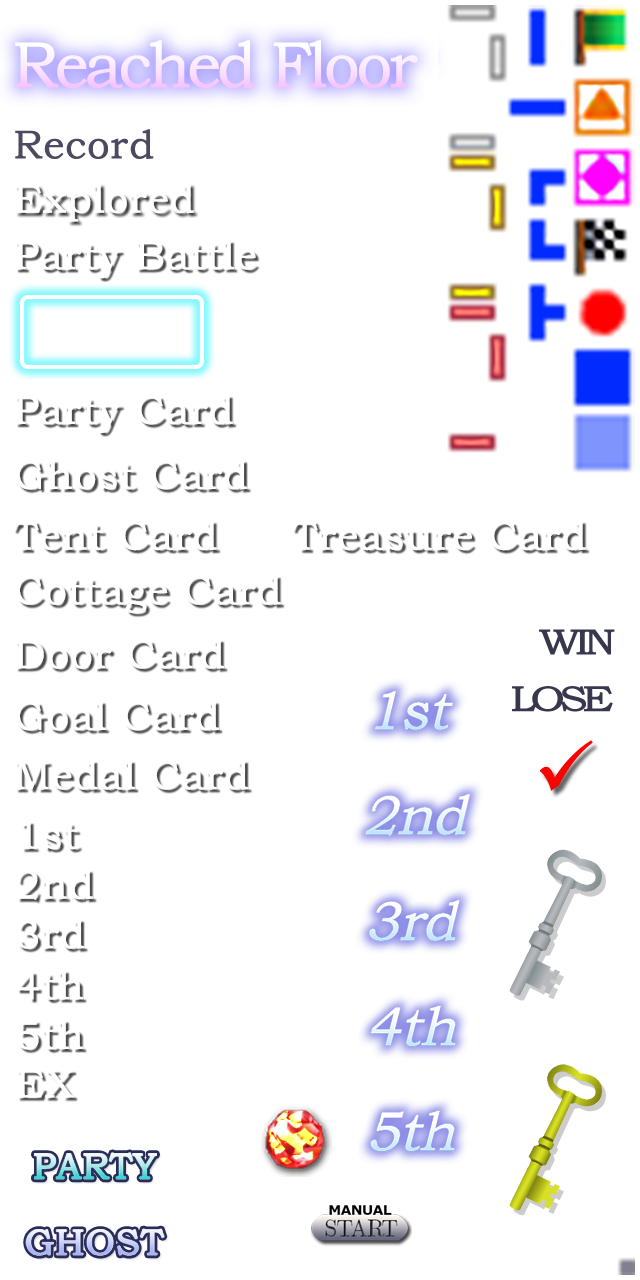 Reached Floor
Record
Explored
Party Battle
Party Card
Ghost Card
Tent Card
Treasure Card
Cottage Card
Door Card
Goal Card
Medal Card
1st
2nd
3rd
4th
5th
EX
WIN
LOSE
1st
2nd
3rd
4th
5th
PARTY
GHOST
MANUAL
START